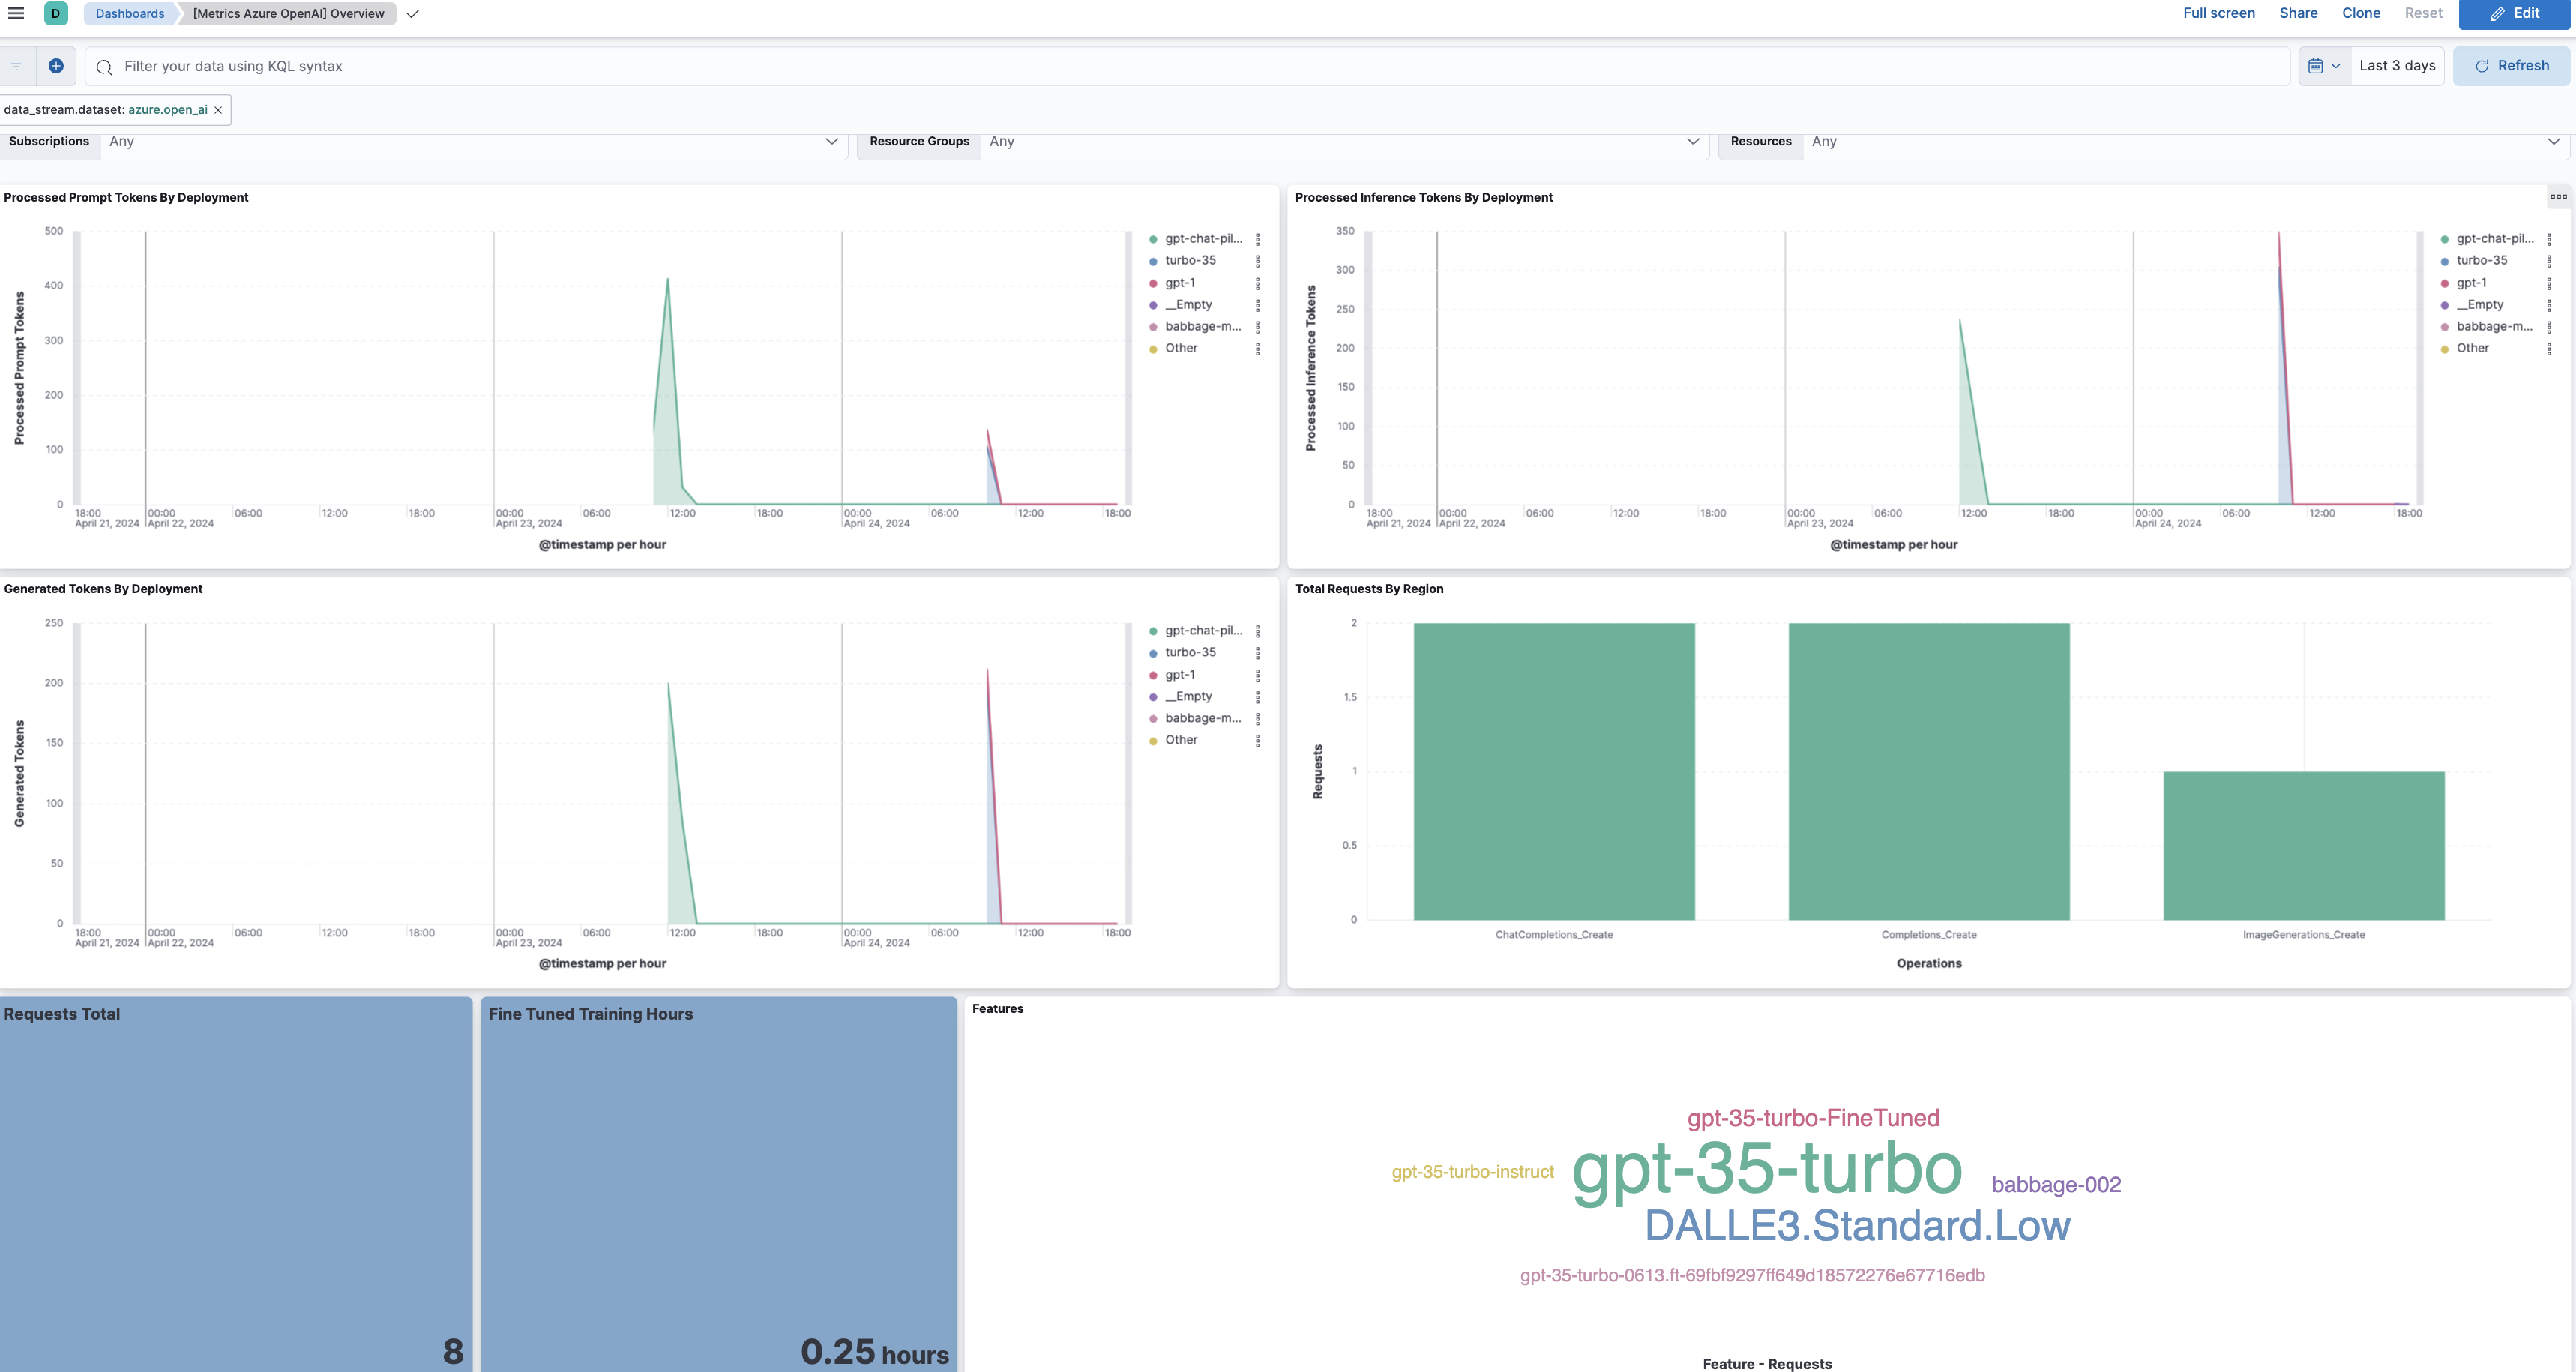 D Dashboards [Metrics Azure OpenAI] Overview Full screen Share Clone Reset Edit
Filter your data using KQL syntax Last 3 days Refresh
data_stream.dataset: azure.open_ai ×
Subscriptions Any Resource Groups Any Resources Any
Processed Prompt Tokens By Deployment
500
400
300
200
100
0
Processed Prompt Tokens
18:00 00:00 06:00 12:00 18:00 00:00 06:00 12:00 18:00 00:00 06:00 12:00 18:00
April 21, 2024 April 22, 2024 April 23, 2024 April 24, 2024
@timestamp per hour
gpt-chat-pil...
turbo-35
gpt-1
__Empty
babbage-m...
Other
Processed Inference Tokens By Deployment
350
300
250
200
150
100
50
0
Processed Inference Tokens
18:00 00:00 06:00 12:00 18:00 00:00 06:00 12:00 18:00 00:00 06:00 12:00 18:00
April 21, 2024 April 22, 2024 April 23, 2024 April 24, 2024
@timestamp per hour
gpt-chat-pil...
turbo-35
gpt-1
__Empty
babbage-m...
Other
Generated Tokens By Deployment
250
200
150
100
50
0
Generated Tokens
18:00 00:00 06:00 12:00 18:00 00:00 06:00 12:00 18:00 00:00 06:00 12:00 18:00
April 21, 2024 April 22, 2024 April 23, 2024 April 24, 2024
@timestamp per hour
gpt-chat-pil...
turbo-35
gpt-1
__Empty
babbage-m...
Other
Total Requests By Region
2
1.5
1
0.5
0
Requests
ChatCompletions_Create Completions_Create ImageGenerations_Create
Operations
Requests Total
8
Fine Tuned Training Hours
0.25 hours
Features
gpt-35-turbo-FineTuned
gpt-35-turbo-instruct gpt-35-turbo babbage-002
DALLE3.Standard.Low
gpt-35-turbo-0613.ft-69fbf9297ff649d18572276e67716edb
Feature - Requests